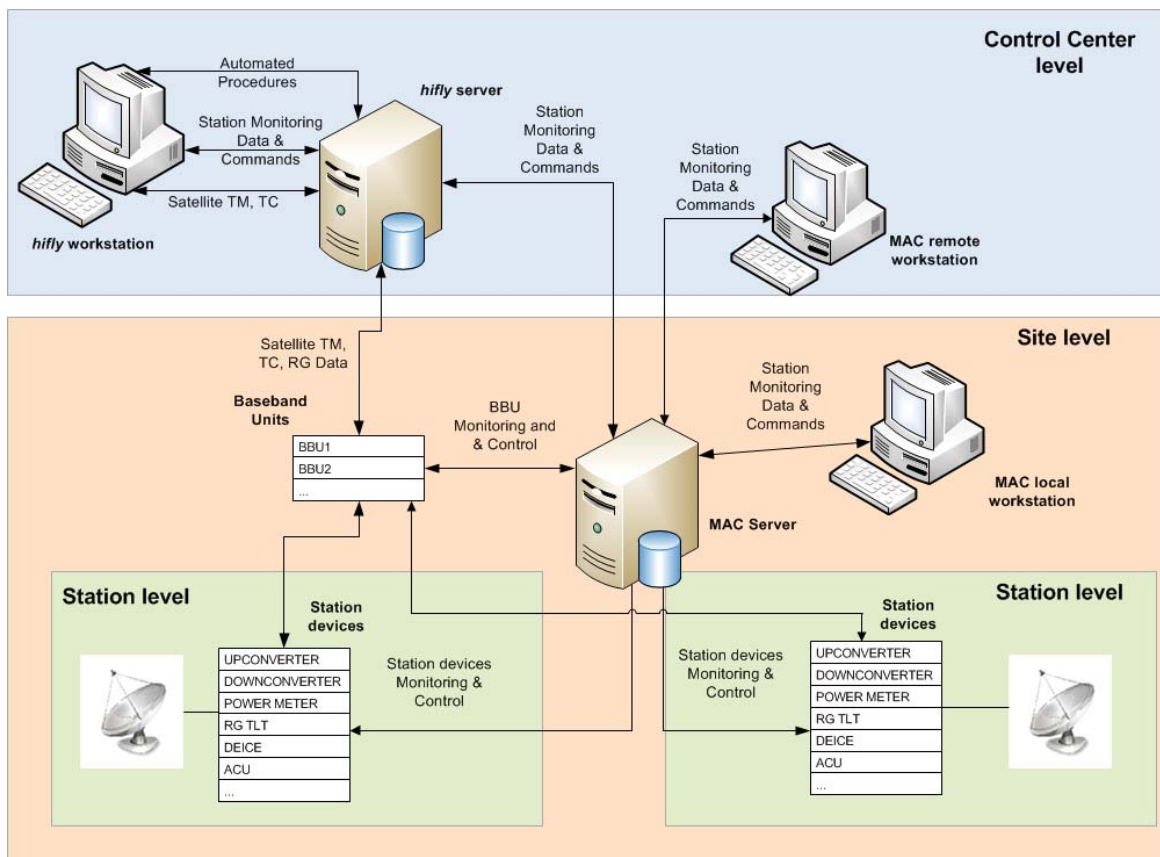 Control Center
level
Automated
Procedures
hifly server
Station
Monitoring
Data &
Commands
Station Monitoring
Data &
Commands
Station
Monitoring
Data &
Commands
Satellite TM, TC
hifly workstation
MAC remote
workstation
Site level
Satellite TM,
TC, RG Data
Baseband
Units
BBU1
BBU2
...
BBU
Monitoring and
& Control
Station
Monitoring
Data &
Commands
MAC local
workstation
MAC Server
Station level
Station
devices
UPCONVERTER
DOWNCONVERTER
POWER METER
RG TLT
DEICE
ACU
...
Station devices
Monitoring &
Control
Station level
Station
devices
Station devices
Monitoring &
Control
UPCONVERTER
DOWNCONVERTER
POWER METER
RG TLT
DEICE
ACU
...